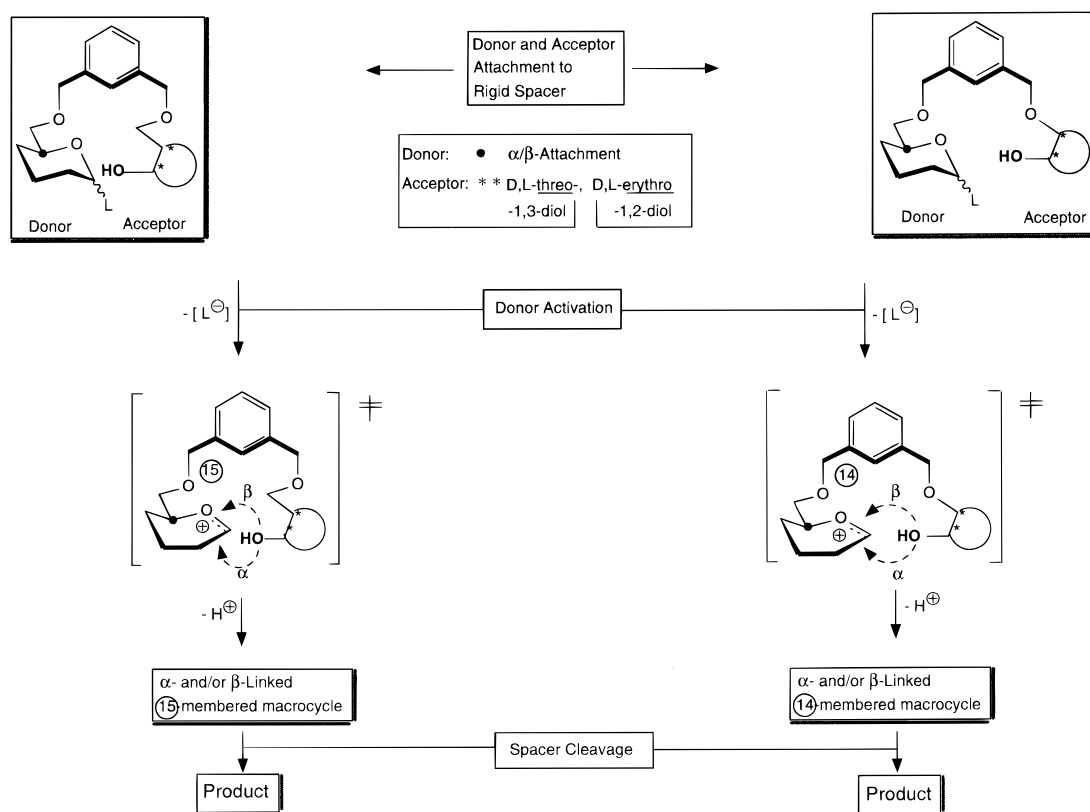 Donor and Acceptor
Attachment to
Rigid Spacer
O
O
O
HO
L
Donor Acceptor
O
O
O
HO
L
Donor Acceptor
Donor: ● α/β-Attachment
Acceptor: * * D,L-threo-, D,L-erythro
-1,3-diol -1,2-diol
- [ L⊖]
Donor Activation
- [ L⊖]
15
O
O
β
O
⊕
HO
α
‡
14
O
O
β
O
⊕
HO
α
‡
- H⊕
- H⊕
α- and/or β-Linked
15-membered macrocycle
α- and/or β-Linked
14-membered macrocycle
Spacer Cleavage
Product
Product